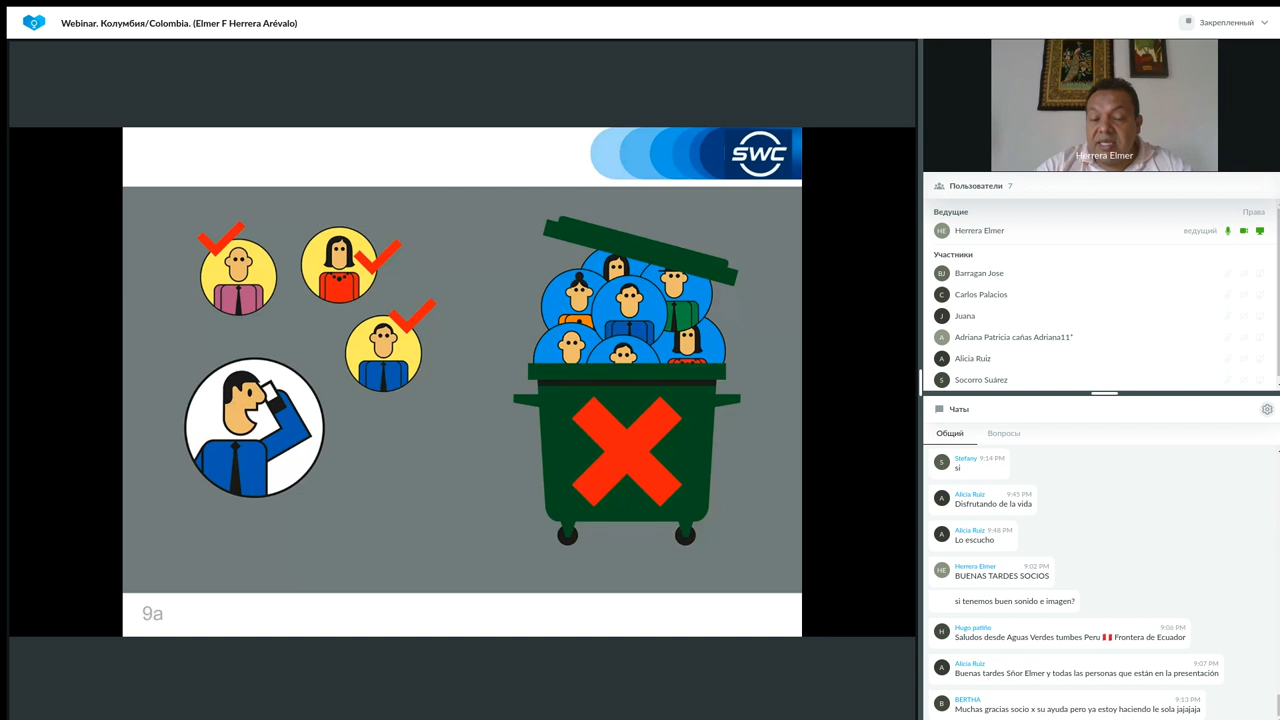 Webinar. Колумбия/Colombia. (Elmer F Herrera Arévalo)
Закрепленный
SWC
9a
Herrera Elmer
Пользователи 7
Ведущие
Права
HE Herrera Elmer
ведущий
Участники
BJ Barragan Jose
C Carlos Palacios
J Juana
A Adriana Patricia cañas Adriana11*
A Alicia Ruiz
S Socorro Suárez
Чаты
Общий
Вопросы
S Stefany 9:14 PM
si
A Alicia Ruiz 9:45 PM
Disfrutando de la vida
A Alicia Ruiz 9:48 PM
Lo escucho
HE Herrera Elmer 9:02 PM
BUENAS TARDES SOCIOS
si tenemos buen sonido e imagen?
H Hugo patiño 9:06 PM
Saludos desde Aguas Verdes tumbes Peru 🇵🇪 Frontera de Ecuador
A Alicia Ruiz 9:07 PM
Buenas tardes Sñor Elmer y todas las personas que están en la presentación
B BERTHA 9:13 PM
Muchas gracias socio x su ayuda pero ya estoy haciendo le sola jajajaja